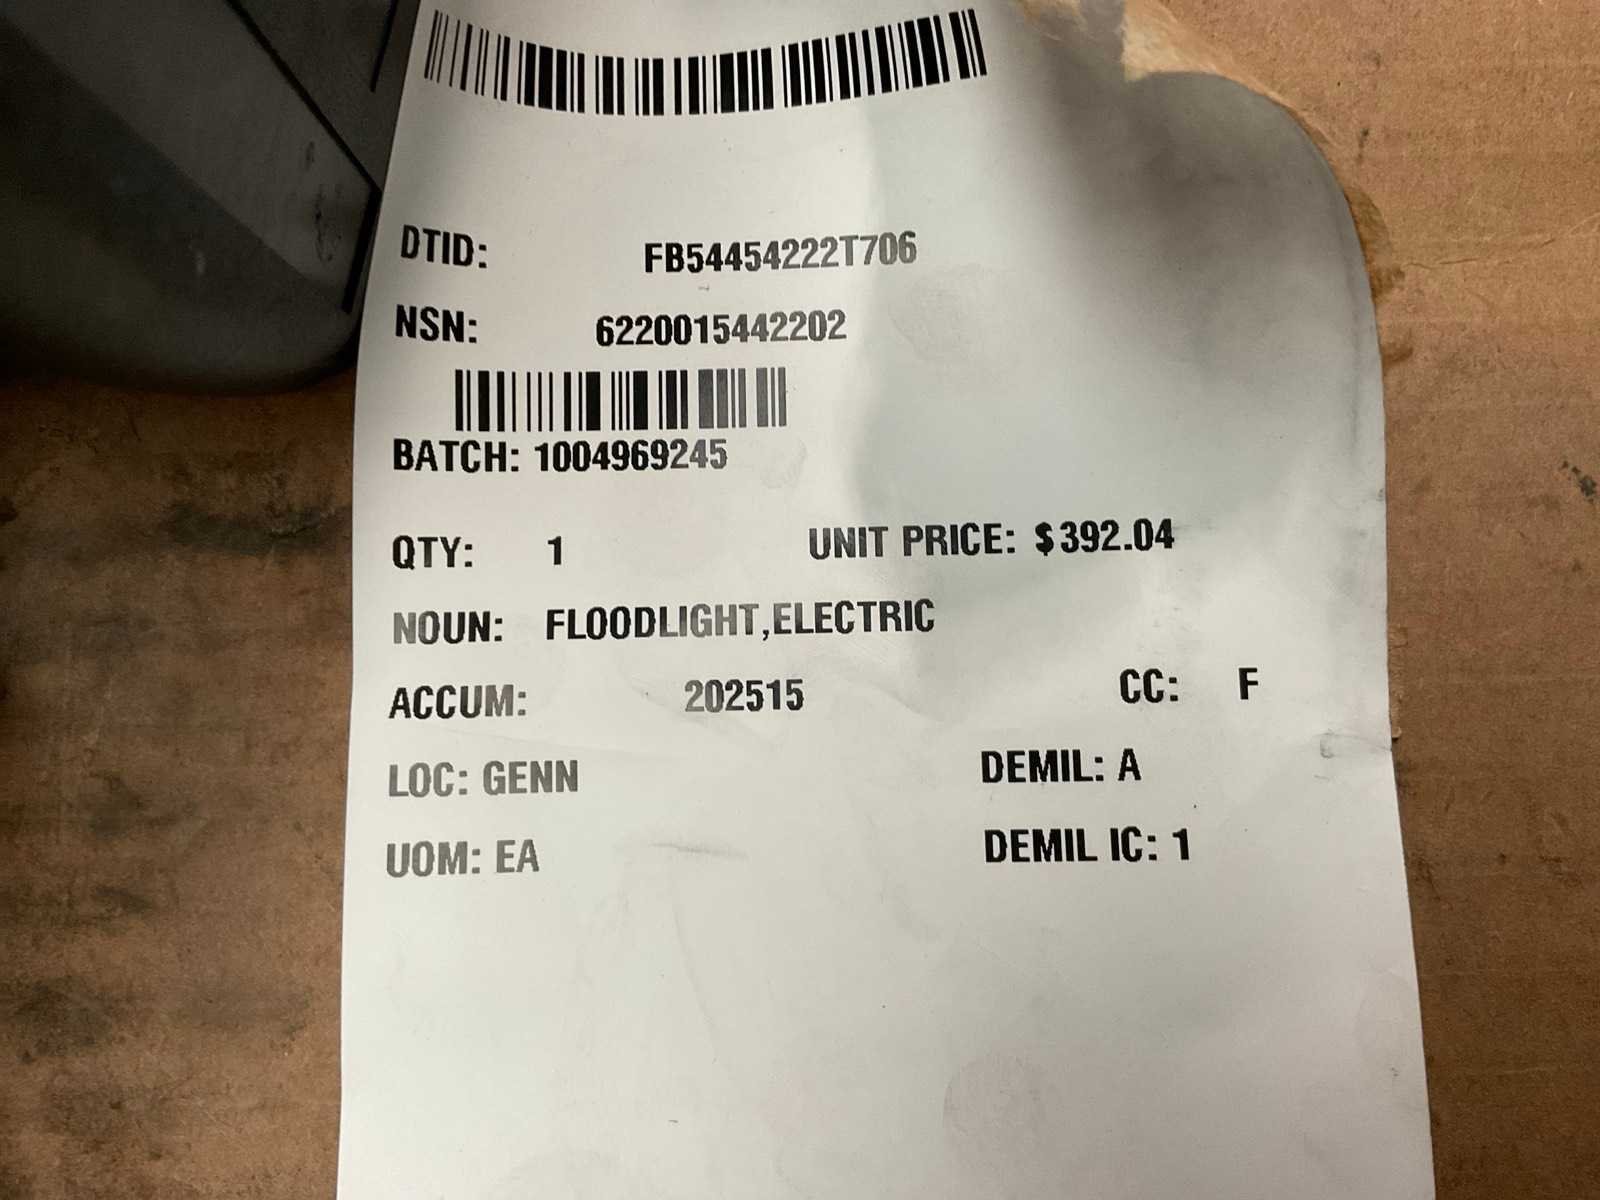 DTID: FB54454222T706
NSN: 6220015442202
BATCH: 1004969245
QTY: 1 UNIT PRICE: $392.04
NOUN: FLOODLIGHT,ELECTRIC
ACCUM: 202515 CC: F
LOC: GENN DEMIL: A
UOM: EA DEMIL IC: 1